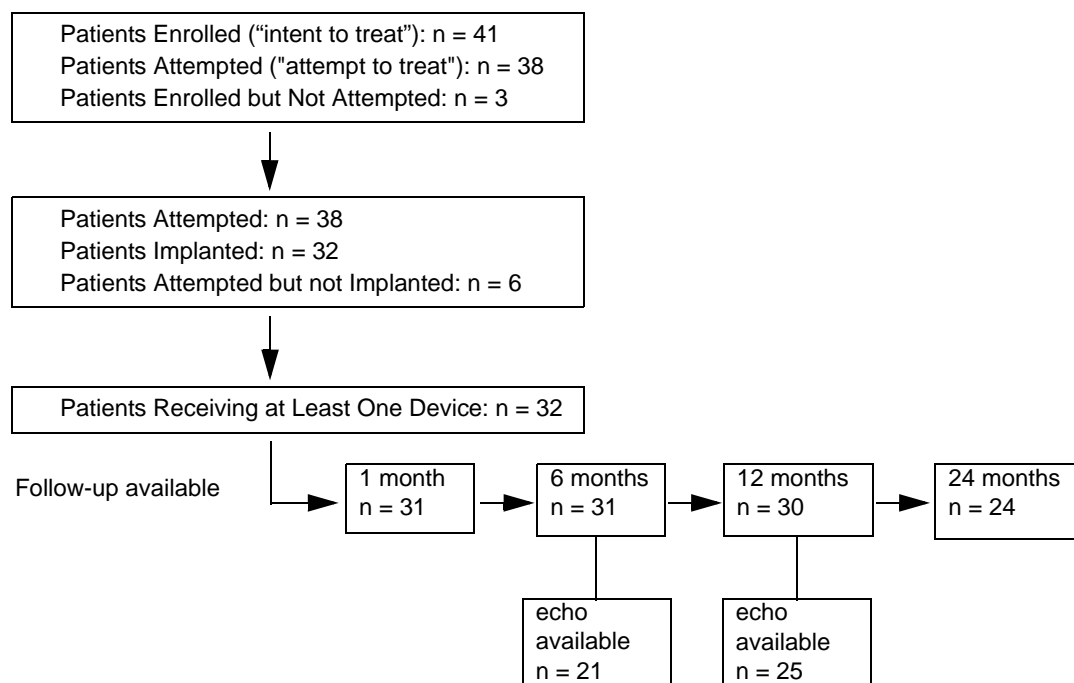 Patients Enrolled (“intent to treat”): n = 41
Patients Attempted ("attempt to treat"): n = 38
Patients Enrolled but Not Attempted: n = 3
Patients Attempted: n = 38
Patients Implanted: n = 32
Patients Attempted but not Implanted: n = 6
Patients Receiving at Least One Device: n = 32
Follow-up available
1 month
n = 31
6 months
n = 31
12 months
n = 30
24 months
n = 24
echo
available
n = 21
echo
available
n = 25